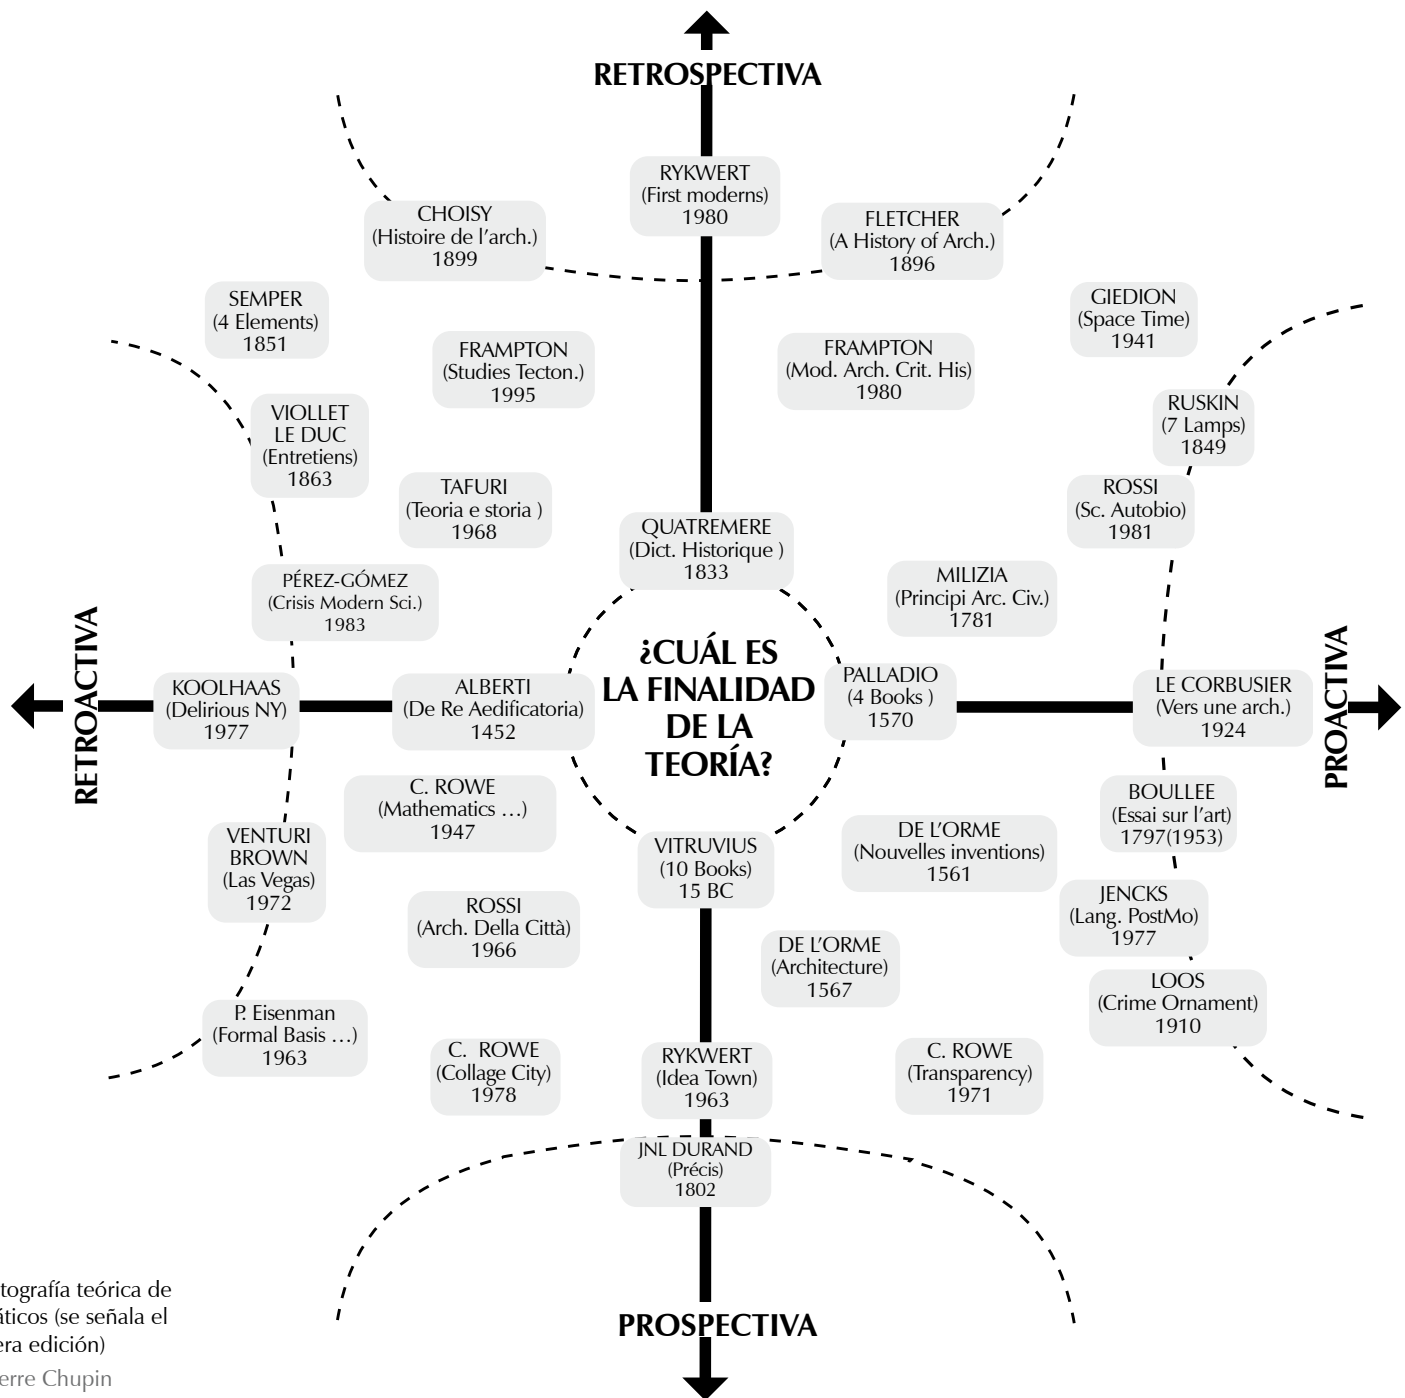 RETROSPECTIVA
RYKWERT
(First moderns)
1980
CHOISY
(Histoire de l’arch.)
1899
FLETCHER
(A History of Arch.)
1896
SEMPER
(4 Elements)
1851
GIEDION
(Space Time)
1941
FRAMPTON
(Studies Tecton.)
1995
FRAMPTON
(Mod. Arch. Crit. His)
1980
VIOLLET
LE DUC
(Entretiens)
1863
RUSKIN
(7 Lamps)
1849
TAFURI
(Teoria e storia )
1968
ROSSI
(Sc. Autobio)
1981
QUATREMERE
(Dict. Historique )
1833
PÉREZ-GÓMEZ
(Crisis Modern Sci.)
1983
MILIZIA
(Principi Arc. Civ.)
1781
RETROACTIVA
KOOLHAAS
(Delirious NY)
1977
ALBERTI
(De Re Aedificatoria)
1452
¿CUÁL ES
LA FINALIDAD
DE LA
TEORÍA?
PALLADIO
(4 Books )
1570
LE CORBUSIER
(Vers une arch.)
1924
PROACTIVA
C. ROWE
(Mathematics …)
1947
BOULLEE
(Essai sur l’art)
1797(1953)
VENTURI
BROWN
(Las Vegas)
1972
VITRUVIUS
(10 Books)
15 BC
DE L’ORME
(Nouvelles inventions)
1561
ROSSI
(Arch. Della Città)
1966
JENCKS
(Lang. PostMo)
1977
DE L’ORME
(Architecture)
1567
LOOS
(Crime Ornament)
1910
P. Eisenman
(Formal Basis …)
1963
C. ROWE
(Collage City)
1978
RYKWERT
(Idea Town)
1963
C. ROWE
(Transparency)
1971
JNL DURAND
(Précis)
1802
PROSPECTIVA
tografía teórica de
áticos (se señala el
era edición)
erre Chupin